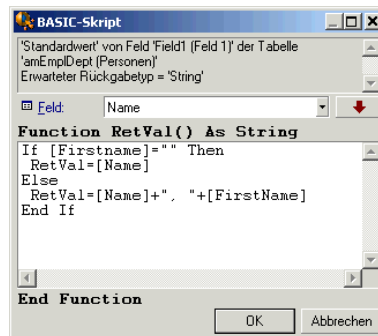 BASIC-Skript
'Standardwert' von Feld 'Field1 (Feld 1)' der Tabelle
'amEmplDept (Personen)'
Erwarteter Rückgabetyp = 'String'
Feld: Name
Function RetVal() As String
If [Firstname]="" Then
 RetVal=[Name]
Else
 RetVal=[Name]+", "+[FirstName]
End If
End Function
OK Abbrechen